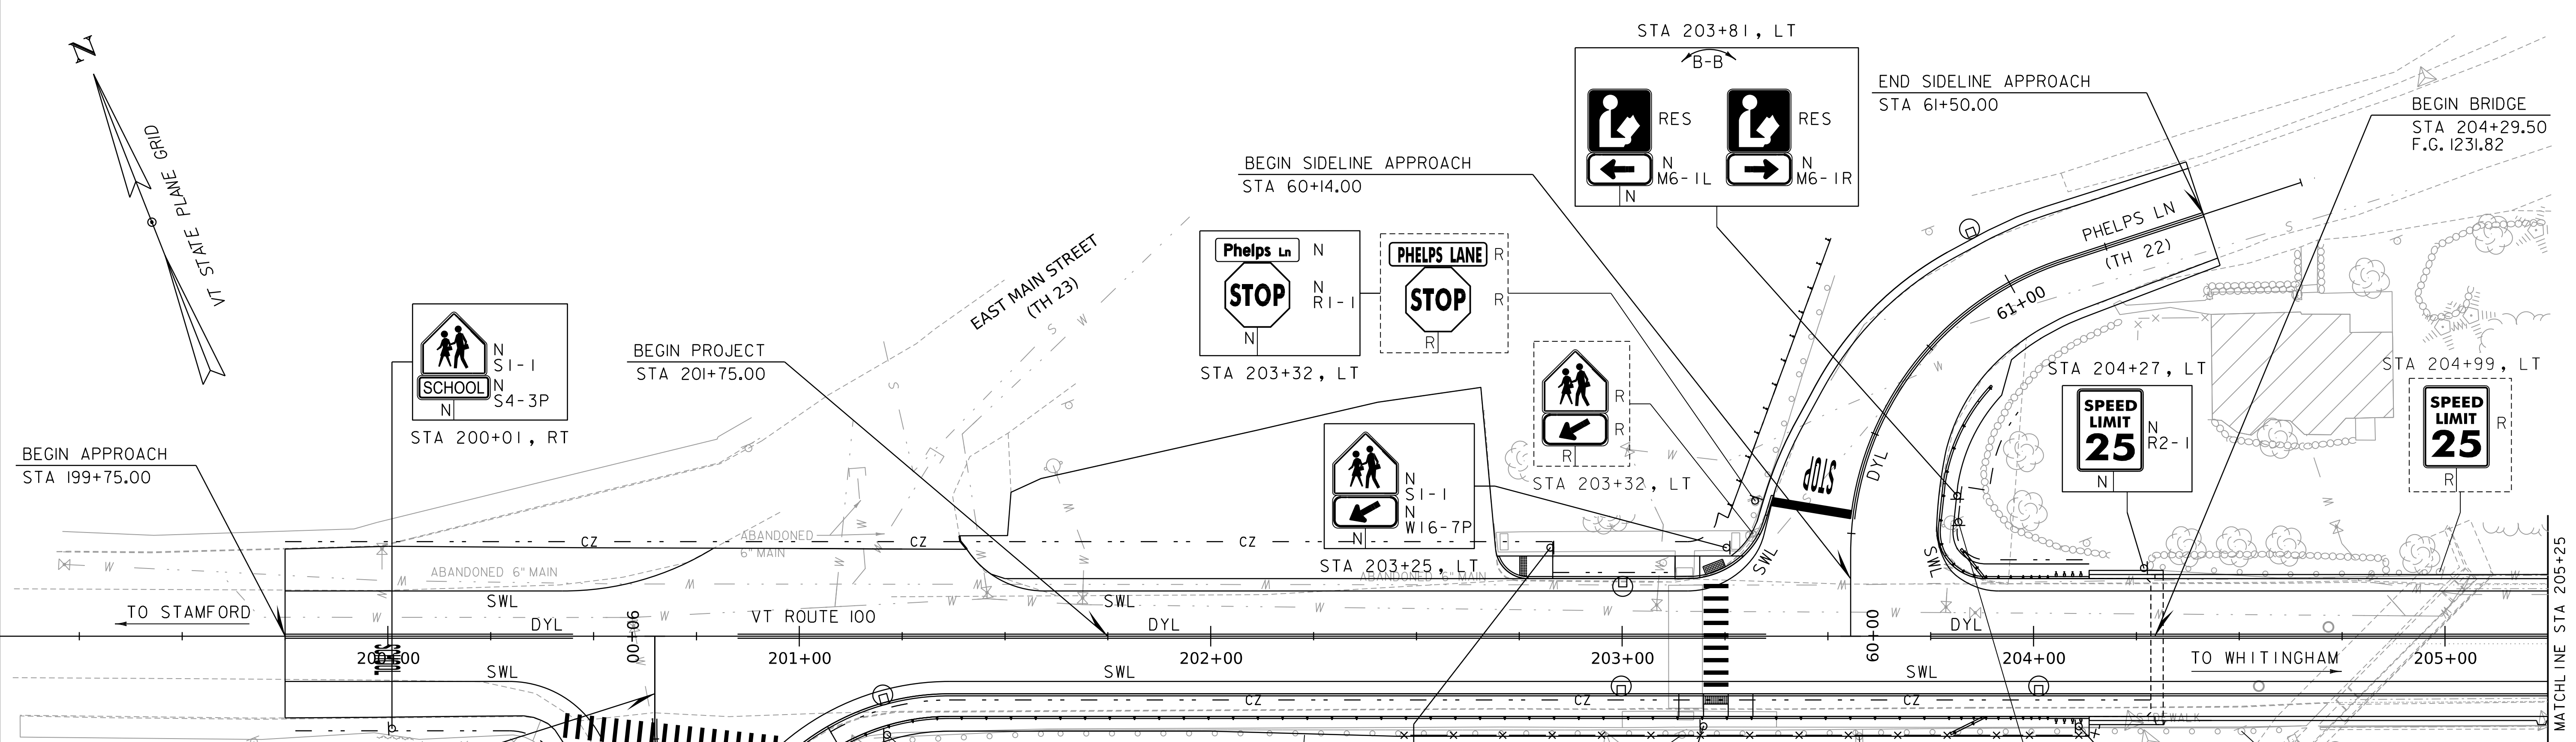 STA 203+81, LT
B-B
RES
RES
N
M6-1L
N
M6-1R
N
END SIDELINE APPROACH
STA 61+50.00
BEGIN BRIDGE
STA 204+29.50
F.G. 1231.82
N
VT STATE PLANE GRID
BEGIN SIDELINE APPROACH
STA 60+14.00
Phelps Ln
N
STOP
N
R1-1
N
STA 203+32, LT
PHELPS LANE
R
STOP
R
R
EAST MAIN STREET
(TH 23)
PHELPS LN
(TH 22)
61+00
N
S1-1
SCHOOL
N
S4-3P
N
STA 200+01, RT
BEGIN PROJECT
STA 201+75.00
R
R
R
STA 203+32, LT
N
S1-1
N
W16-7P
N
STA 203+25, LT
STA 204+27, LT
SPEED
LIMIT
25
N
R2-1
N
STA 204+99, LT
SPEED
LIMIT
25
R
R
BEGIN APPROACH
STA 199+75.00
STOP
DYL
ABANDONED
6" MAIN
ABANDONED 6" MAIN
ABANDONED 6" MAIN
CZ
CZ
CZ
SWL
SWL
SWL
SWL
TO STAMFORD
DYL
00+06
VT ROUTE 100
DYL
60+00
DYL
200+00
201+00
202+00
203+00
204+00
205+00
TO WHITINGHAM
SWL
SWL
SWL
CZ
CZ
CZ
SIDEWALK
MATCHLINE STA 205+25